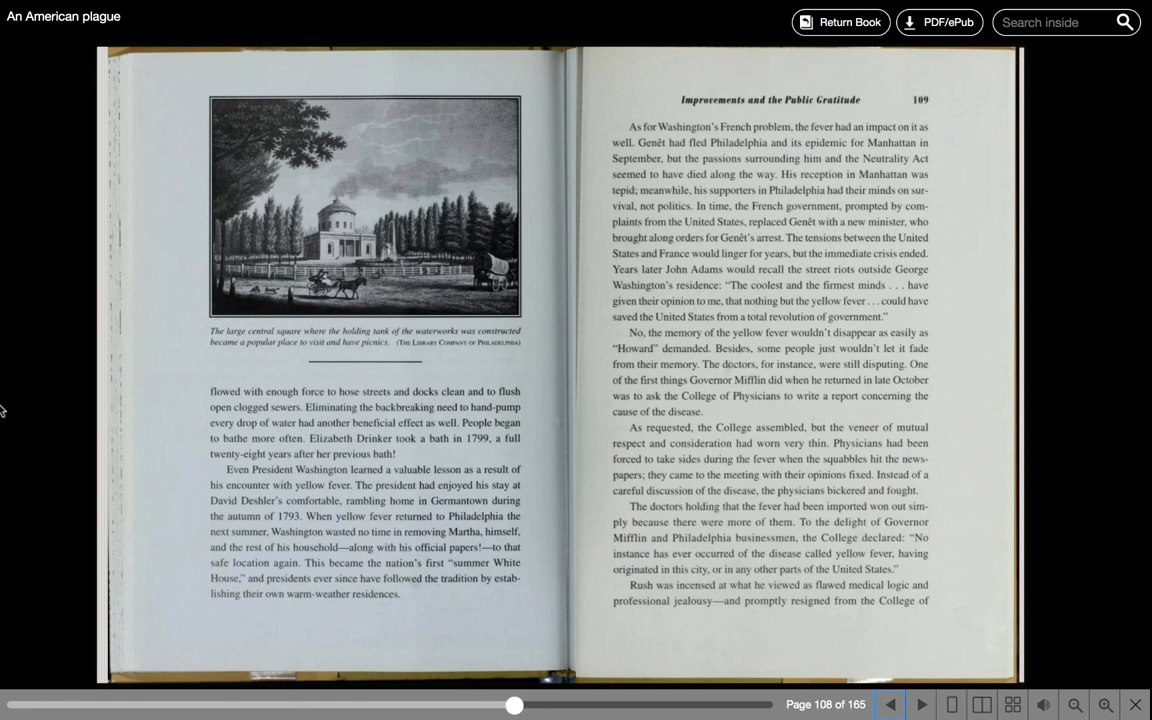 An American plague
Return Book
PDF/ePub
Search inside
The large central square where the holding tank of the waterworks was constructed
became a popular place to visit and have picnics. (THE LIBRARY COMPANY OF PHILADELPHIA)
flowed with enough force to hose streets and docks clean and to flush
open clogged sewers. Eliminating the backbreaking need to hand-pump
every drop of water had another beneficial effect as well. People began
to bathe more often. Elizabeth Drinker took a bath in 1799, a full
twenty-eight years after her previous bath!
Even President Washington learned a valuable lesson as a result of
his encounter with yellow fever. The president had enjoyed his stay at
David Deshler's comfortable, rambling home in Germantown during
the autumn of 1793. When yellow fever returned to Philadelphia the
next summer, Washington wasted no time in removing Martha, himself,
and the rest of his household—along with his official papers!—to that
safe location again. This became the nation's first "summer White
House," and presidents ever since have followed the tradition by estab-
lishing their own warm-weather residences.
Improvements and the Public Gratitude 109
As for Washington's French problem, the fever had an impact on it as
well. Genêt had fled Philadelphia and its epidemic for Manhattan in
September, but the passions surrounding him and the Neutrality Act
seemed to have died along the way. His reception in Manhattan was
tepid; meanwhile, his supporters in Philadelphia had their minds on sur-
vival, not politics. In time, the French government, prompted by com-
plaints from the United States, replaced Genêt with a new minister, who
brought along orders for Genêt's arrest. The tensions between the United
States and France would linger for years, but the immediate crisis ended.
Years later John Adams would recall the street riots outside George
Washington's residence: "The coolest and the firmest minds . . . have
given their opinion to me, that nothing but the yellow fever . . . could have
saved the United States from a total revolution of government."
No, the memory of the yellow fever wouldn't disappear as easily as
"Howard" demanded. Besides, some people just wouldn't let it fade
from their memory. The doctors, for instance, were still disputing. One
of the first things Governor Mifflin did when he returned in late October
was to ask the College of Physicians to write a report concerning the
cause of the disease.
As requested, the College assembled, but the veneer of mutual
respect and consideration had worn very thin. Physicians had been
forced to take sides during the fever when the squabbles hit the news-
papers; they came to the meeting with their opinions fixed. Instead of a
careful discussion of the disease, the physicians bickered and fought.
The doctors holding that the fever had been imported won out sim-
ply because there were more of them. To the delight of Governor
Mifflin and Philadelphia businessmen, the College declared: "No
instance has ever occurred of the disease called yellow fever, having
originated in this city, or in any other parts of the United States."
Rush was incensed at what he viewed as flawed medical logic and
professional jealousy—and promptly resigned from the College of
Page 108 of 165